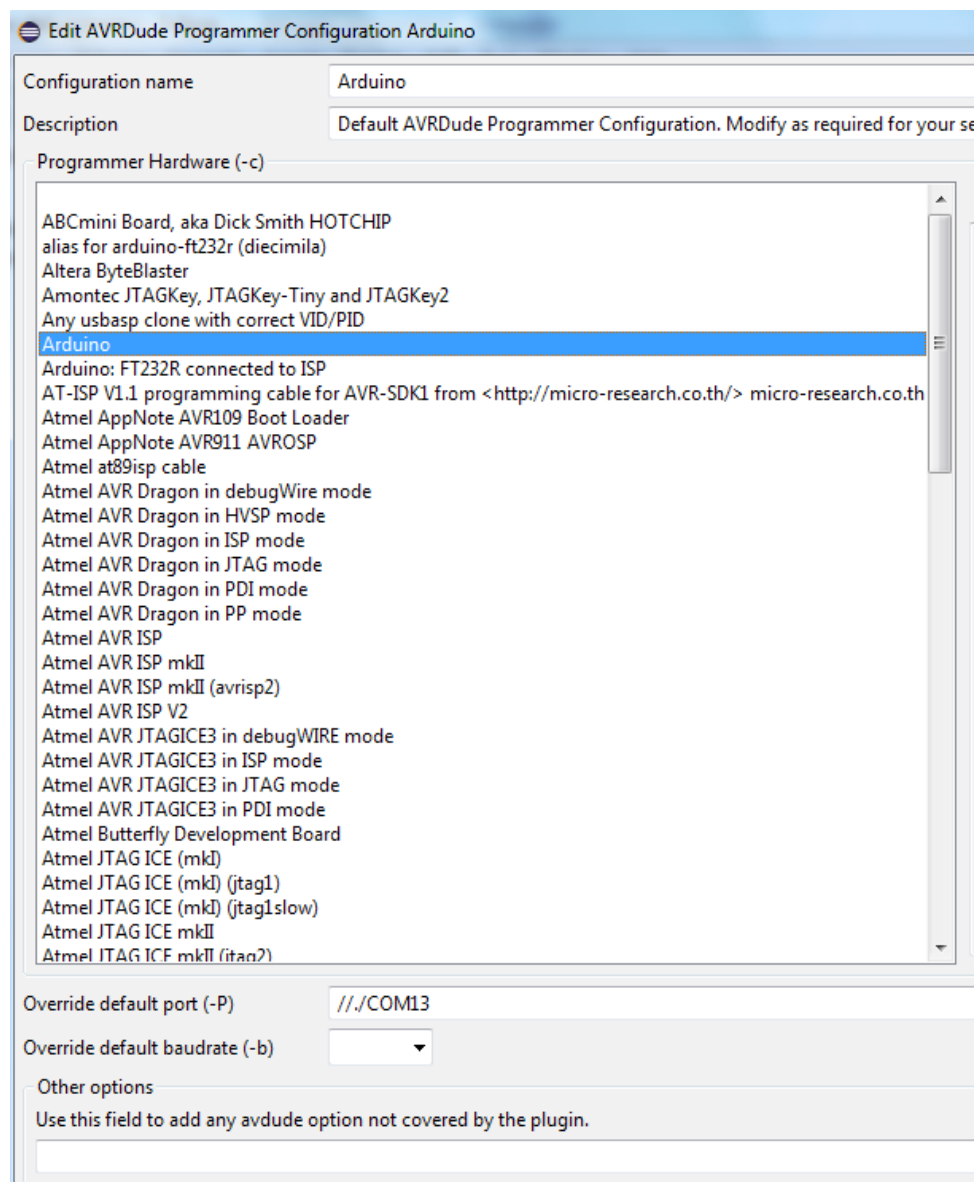 Edit AVRDude Programmer Configuration Arduino
Configuration name Arduino
Description Default AVRDude Programmer Configuration. Modify as required for your se
Programmer Hardware (-c)
ABCmini Board, aka Dick Smith HOTCHIP
alias for arduino-ft232r (diecimila)
Altera ByteBlaster
Amontec JTAGKey, JTAGKey-Tiny and JTAGKey2
Any usbasp clone with correct VID/PID
Arduino
Arduino: FT232R connected to ISP
AT-ISP V1.1 programming cable for AVR-SDK1 from <http://micro-research.co.th/> micro-research.co.th
Atmel AppNote AVR109 Boot Loader
Atmel AppNote AVR911 AVROSP
Atmel at89isp cable
Atmel AVR Dragon in debugWire mode
Atmel AVR Dragon in HVSP mode
Atmel AVR Dragon in ISP mode
Atmel AVR Dragon in JTAG mode
Atmel AVR Dragon in PDI mode
Atmel AVR Dragon in PP mode
Atmel AVR ISP
Atmel AVR ISP mkII
Atmel AVR ISP mkII (avrisp2)
Atmel AVR ISP V2
Atmel AVR JTAGICE3 in debugWIRE mode
Atmel AVR JTAGICE3 in ISP mode
Atmel AVR JTAGICE3 in JTAG mode
Atmel AVR JTAGICE3 in PDI mode
Atmel Butterfly Development Board
Atmel JTAG ICE (mkI)
Atmel JTAG ICE (mkI) (jtag1)
Atmel JTAG ICE (mkI) (jtag1slow)
Atmel JTAG ICE mkII
Atmel JTAG ICE mkII (jtag2)
Override default port (-P) //./COM13
Override default baudrate (-b)
Other options
Use this field to add any avdude option not covered by the plugin.